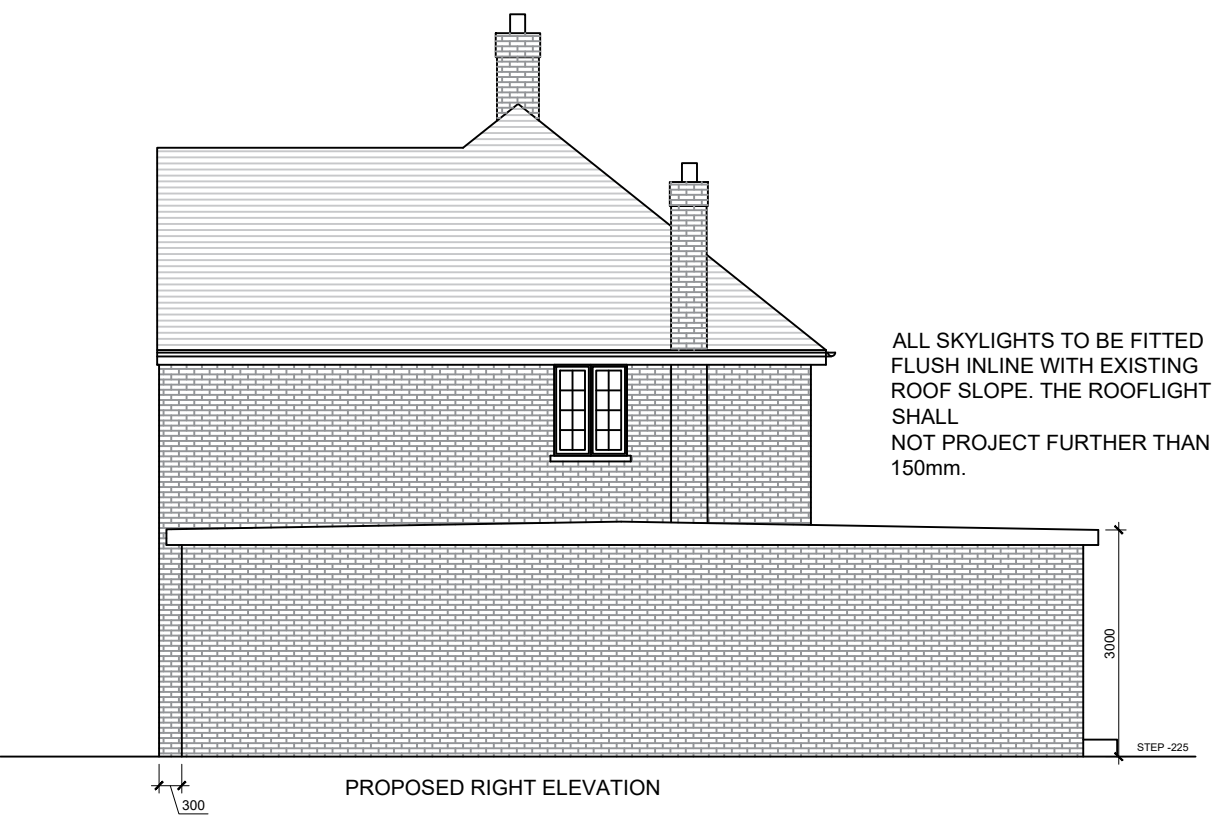 ALL SKYLIGHTS TO BE FITTED
FLUSH INLINE WITH EXISTING
ROOF SLOPE. THE ROOFLIGHT
SHALL
NOT PROJECT FURTHER THAN
150mm.
3000
STEP -225
PROPOSED RIGHT ELEVATION
300